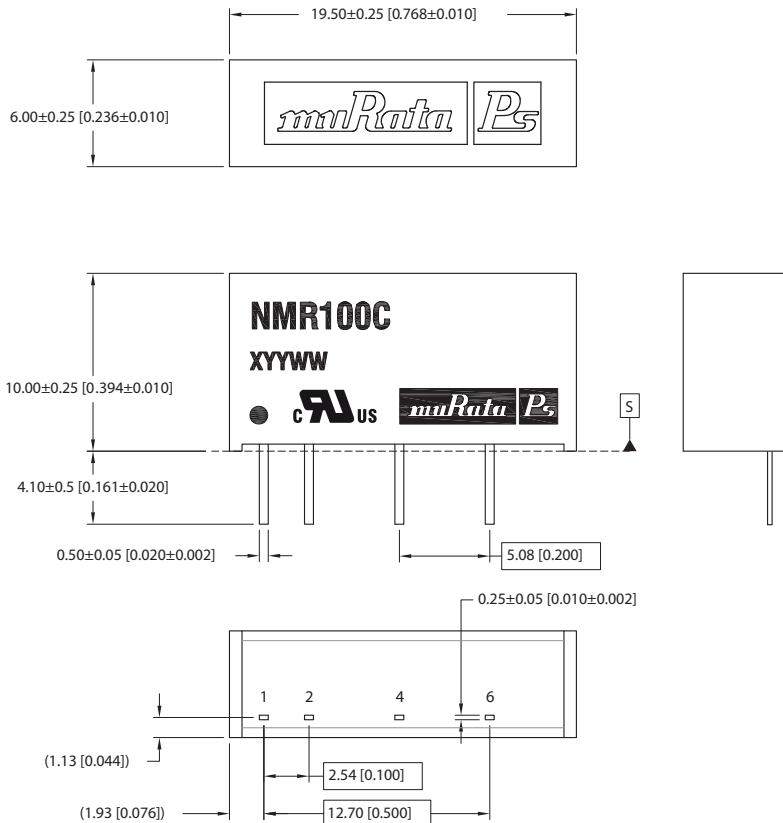 19.50±0.25 [0.768±0.010]
6.00±0.25 [0.236±0.010]
muRata Ps
NMR100C
XYYWW
10.00±0.25 [0.394±0.010]
c RU US muRata Ps
S
4.10±0.5 [0.161±0.020]
0.50±0.05 [0.020±0.002]
5.08 [0.200]
0.25±0.05 [0.010±0.002]
1 2 4 6
(1.13 [0.044])
2.54 [0.100]
(1.93 [0.076])
12.70 [0.500]